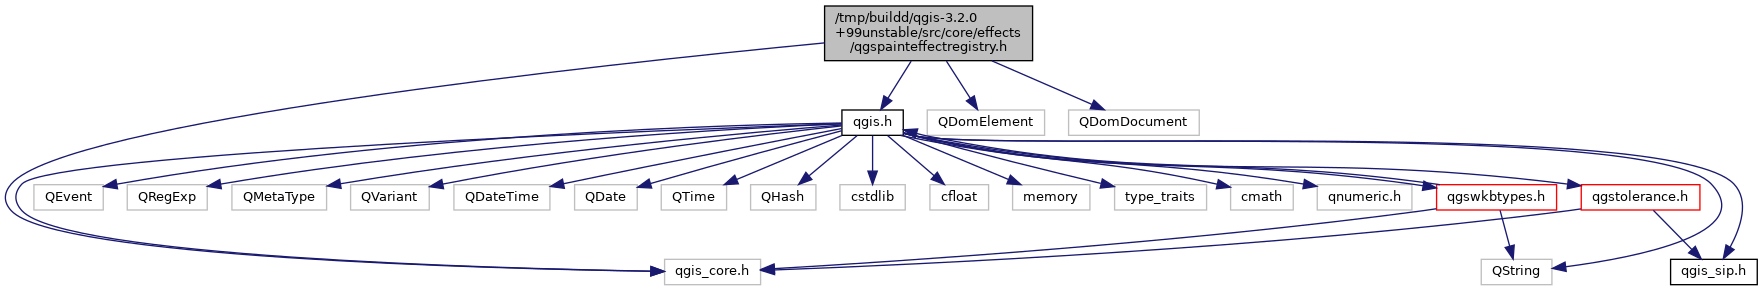 /tmp/buildd/qgis-3.2.0
+99unstable/src/core/effects
/qgspainteffectregistry.h
qgis.h
QDomElement
QDomDocument
QEvent
QRegExp
QMetaType
QVariant
QDateTime
QDate
QTime
QHash
cstdlib
cfloat
memory
type_traits
cmath
qnumeric.h
qgswkbtypes.h
qgstolerance.h
qgis_core.h
QString
qgis_sip.h